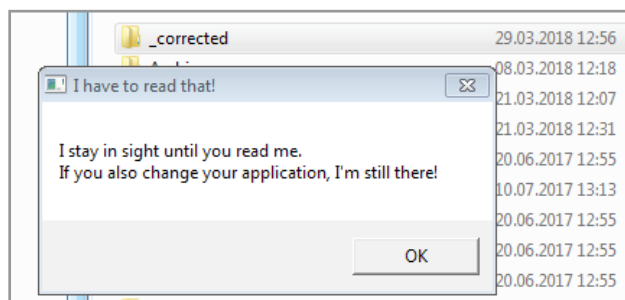 _corrected 29.03.2018 12:56
08.03.2018 12:18
I have to read that!
21.03.2018 12:07
21.03.2018 12:31
I stay in sight until you read me.
20.06.2017 12:55
If you also change your application, I'm still there!
10.07.2017 13:13
20.06.2017 12:55
OK
20.06.2017 12:55
20.06.2017 12:55